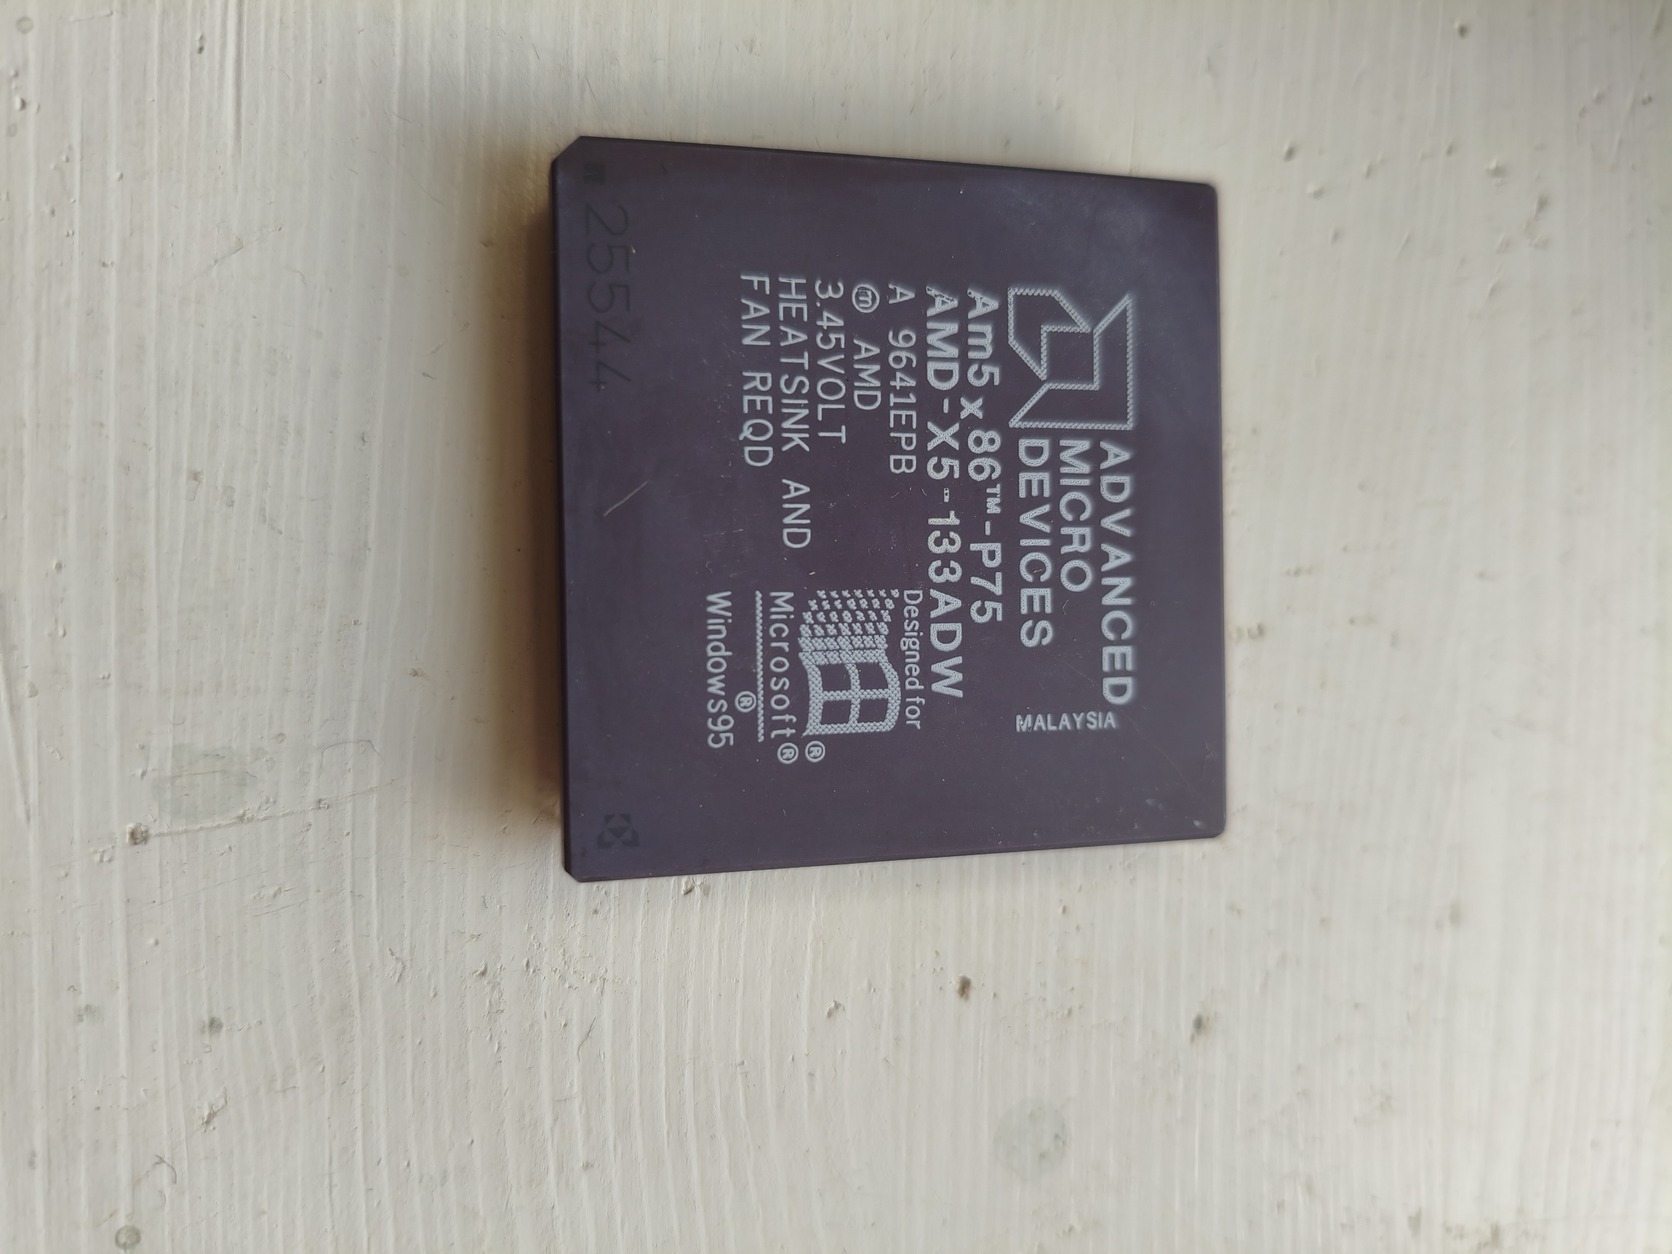 ADVANCED
MICRO
DEVICES
MALAYSIA
Am5x86™-P75
AMD-X5-133ADW
A 9641EPB
ⓜ AMD
3.45VOLT
HEATSINK AND
FAN REQD
Designed for
®
Microsoft®
®
Windows95
25544